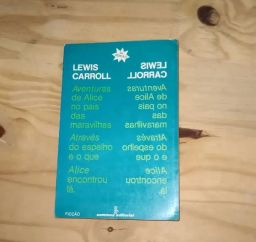 LEWIS
CARROLL
Aventuras
de Alice
no país
das
maravilhas
Através
do espelho
e o que
Alice
encontrou
lá
LEWIS
CARROLL
Aventuras
de Alice
no país
das
maravilhas
Através
do espelho
e o que
Alice
encontrou
lá
FICÇÃO